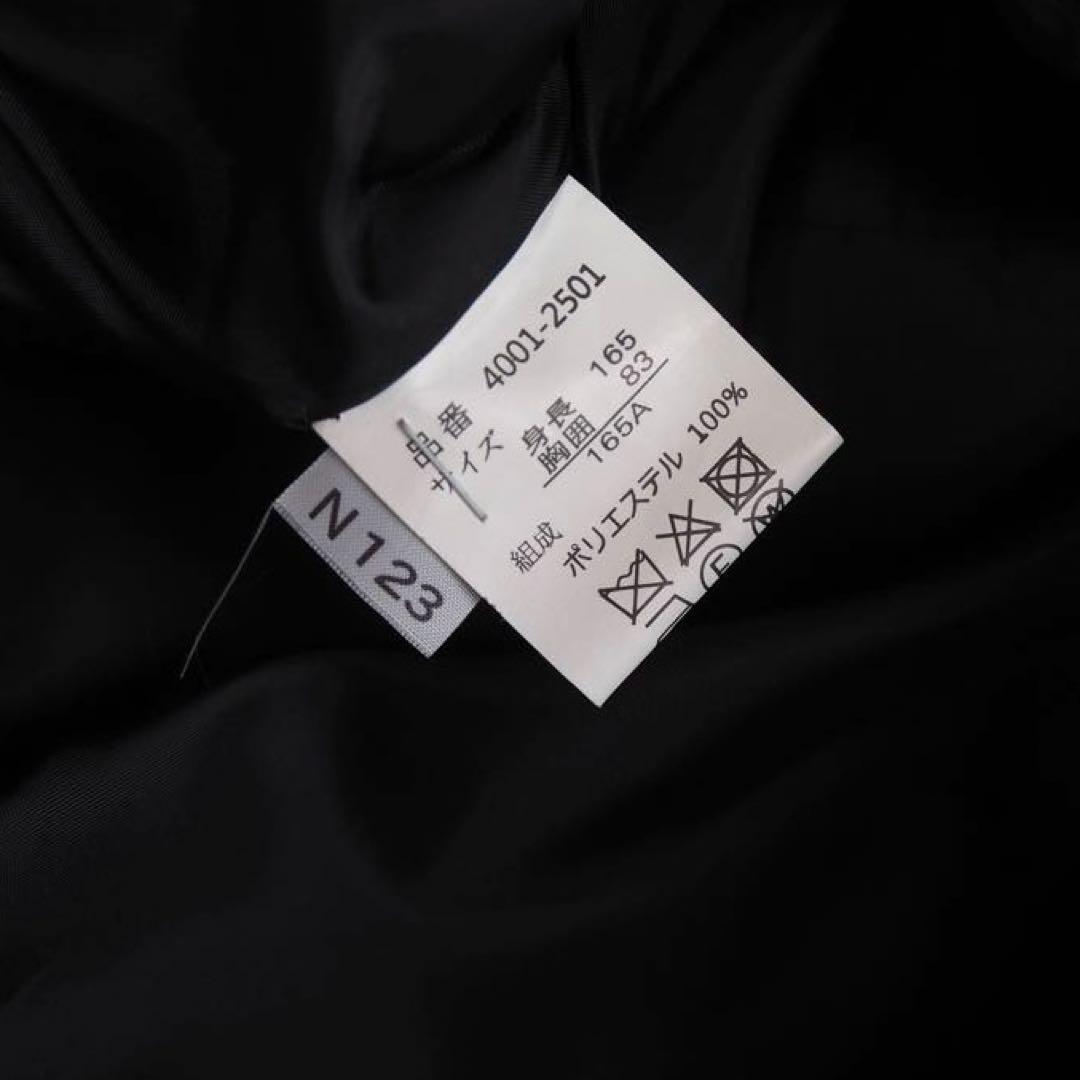 品番 4001-2501
サイズ 身長 165
胸囲 83
165A
組成
ポリエステル 100%
F
W
N 123